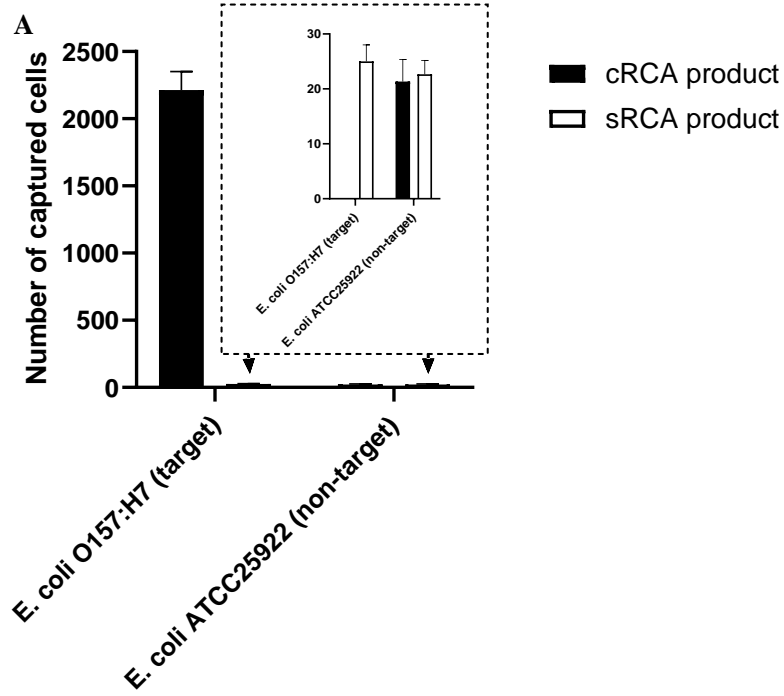 A
Number of captured cells
2500
2000
1500
1000
500
0
30
20
10
0
E. coli O157:H7 (target)
E. coli ATCC25922 (non-target)
E. coli O157:H7 (target)
E. coli ATCC25922 (non-target)
cRCA product
sRCA product